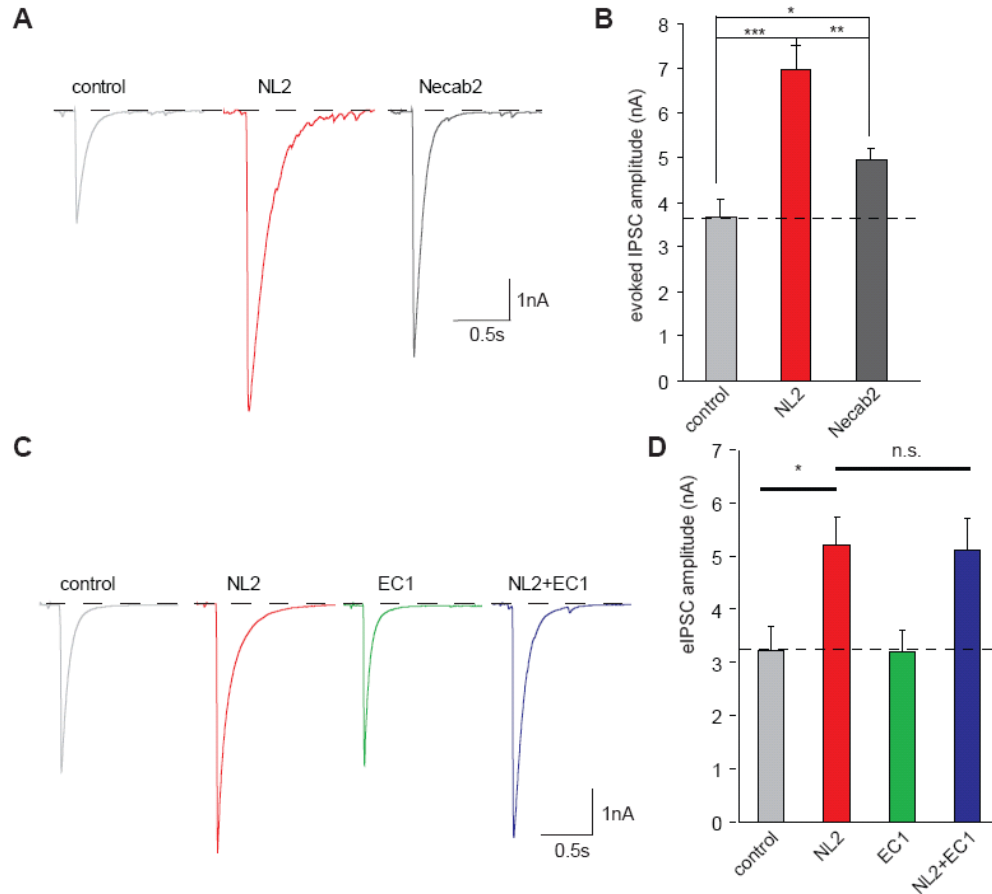 A
control
NL2
Necab2
1nA
0.5s
B
evoked IPSC amplitude (nA)
8
7
6
5
4
3
2
1
0
*
***
**
control
NL2
Necab2
C
control
NL2
EC1
NL2+EC1
1nA
0.5s
D
eIPSC amplitude (nA)
7
6
5
4
3
2
1
0
*
n.s.
control
NL2
EC1
NL2+EC1